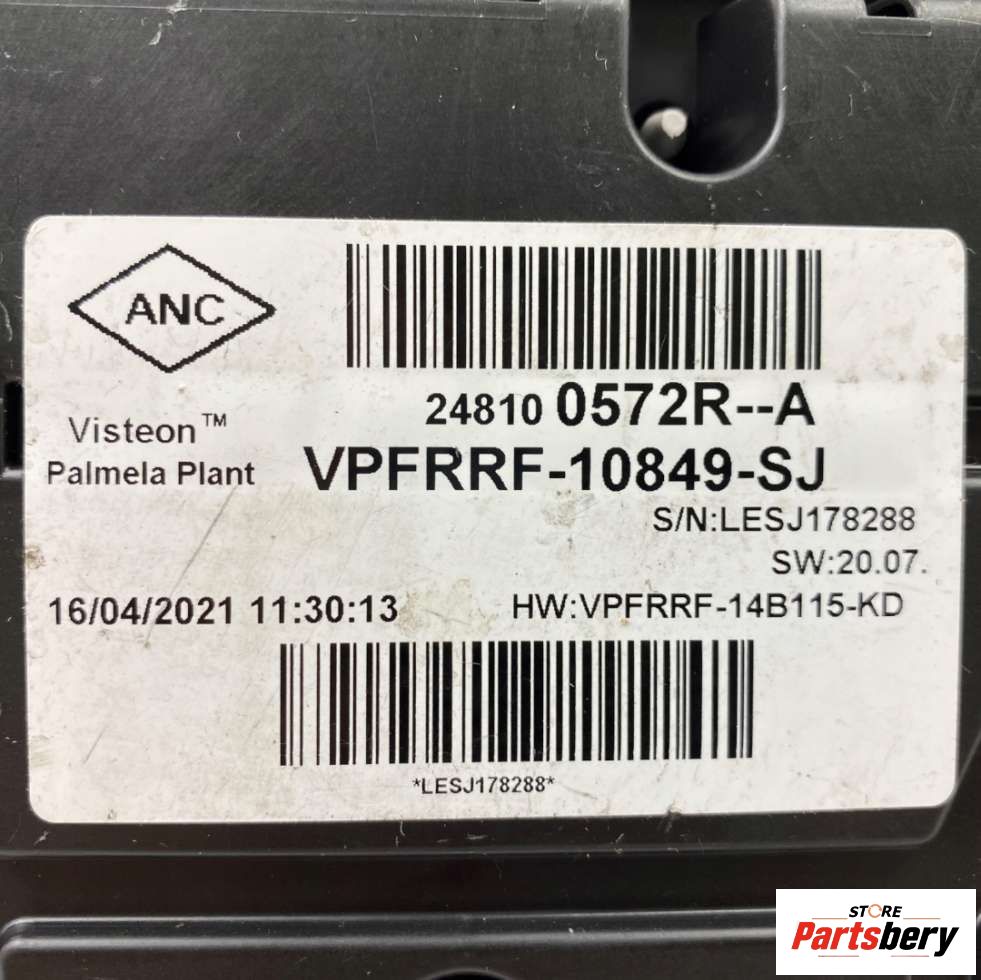 ANC
24810 0572R--A
Visteon™
Palmela Plant
VPFRRF-10849-SJ
S/N:LESJ178288
SW:20.07.
16/04/2021 11:30:13
HW:VPFRRF-14B115-KD
*LESJ178288*
STORE
Partsbery